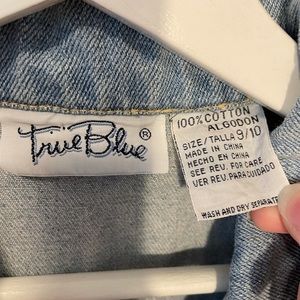 True Blue®
100% COTTON
ALGODON
SIZE/TALLA 9/10
MADE IN CHINA
HECHO EN CHINA
SEE REV. FOR CARE
VER REV. PARA CUIDADO
WASH AND DRY SEPARATE